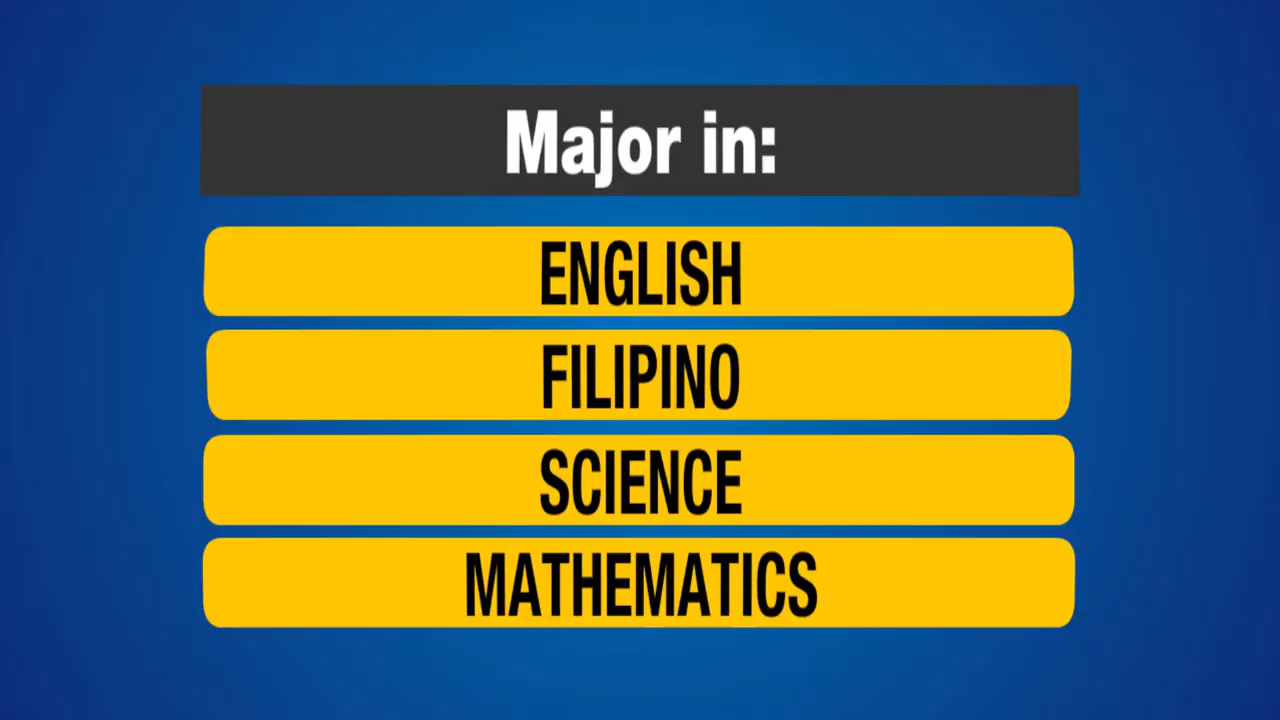 Major in:
ENGLISH
FILIPINO
SCIENCE
MATHEMATICS